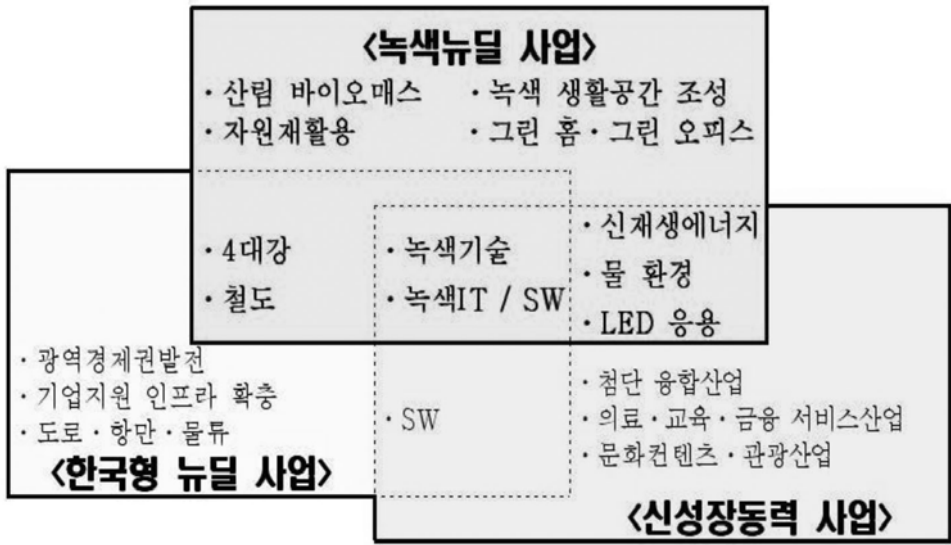 <녹색뉴딜 사업>
· 산림 바이오매스 · 녹색 생활공간 조성
· 자원재활용 · 그린 홈 · 그린 오피스
· 4대강
· 철도
· 녹색기술
· 녹색IT / SW
· 신재생에너지
· 물 환경
· LED 응용
· 광역경제권발전
· 기업지원 인프라 확충
· 도로 · 항만 · 물류
<한국형 뉴딜 사업>
· SW
· 첨단 융합산업
· 의료 · 교육 · 금융 서비스산업
· 문화컨텐츠 · 관광산업
<신성장동력 사업>